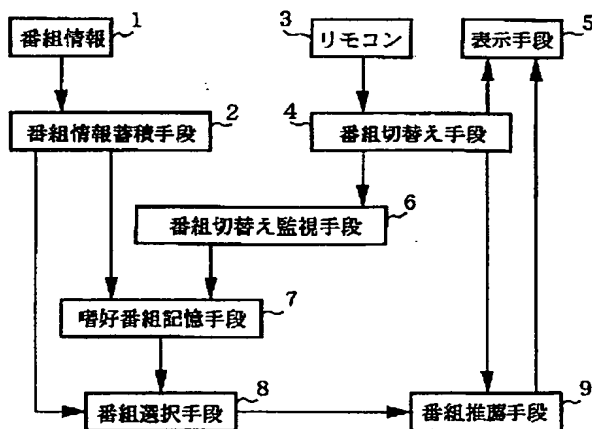 1
3
5
番組情報
リモコン
表示手段
2
4
番組情報蓄積手段
番組切替え手段
6
番組切替え監視手段
7
嗜好番組記憶手段
8
9
番組選択手段
番組推薦手段